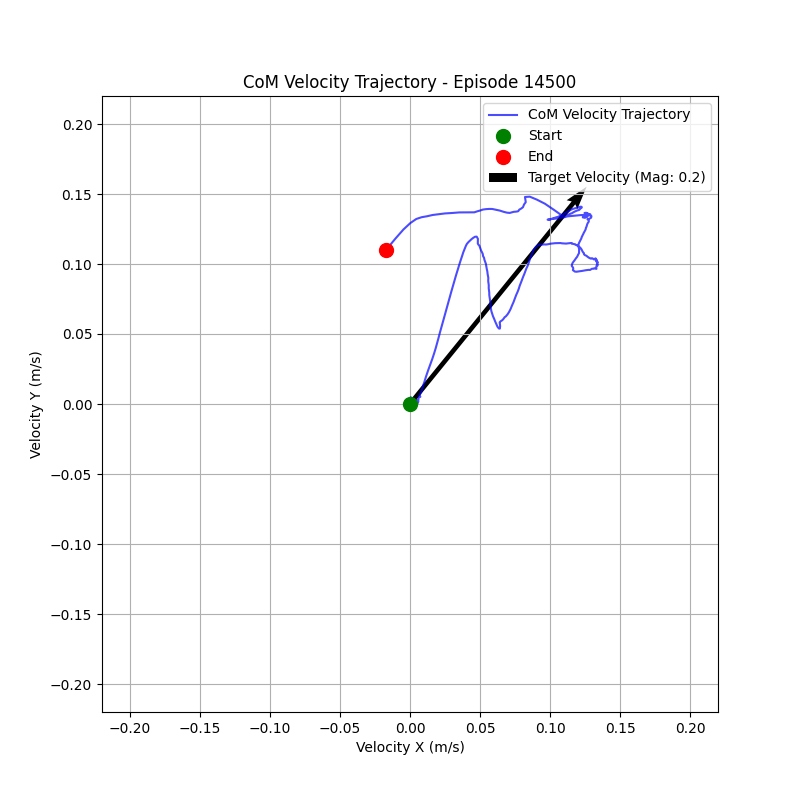 CoM Velocity Trajectory - Episode 14500
CoM Velocity Trajectory
Start
End
Target Velocity (Mag: 0.2)
0.20
0.15
0.10
0.05
0.00
−0.05
−0.10
−0.15
−0.20
Velocity Y (m/s)
−0.20 −0.15 −0.10 −0.05 0.00 0.05 0.10 0.15 0.20
Velocity X (m/s)